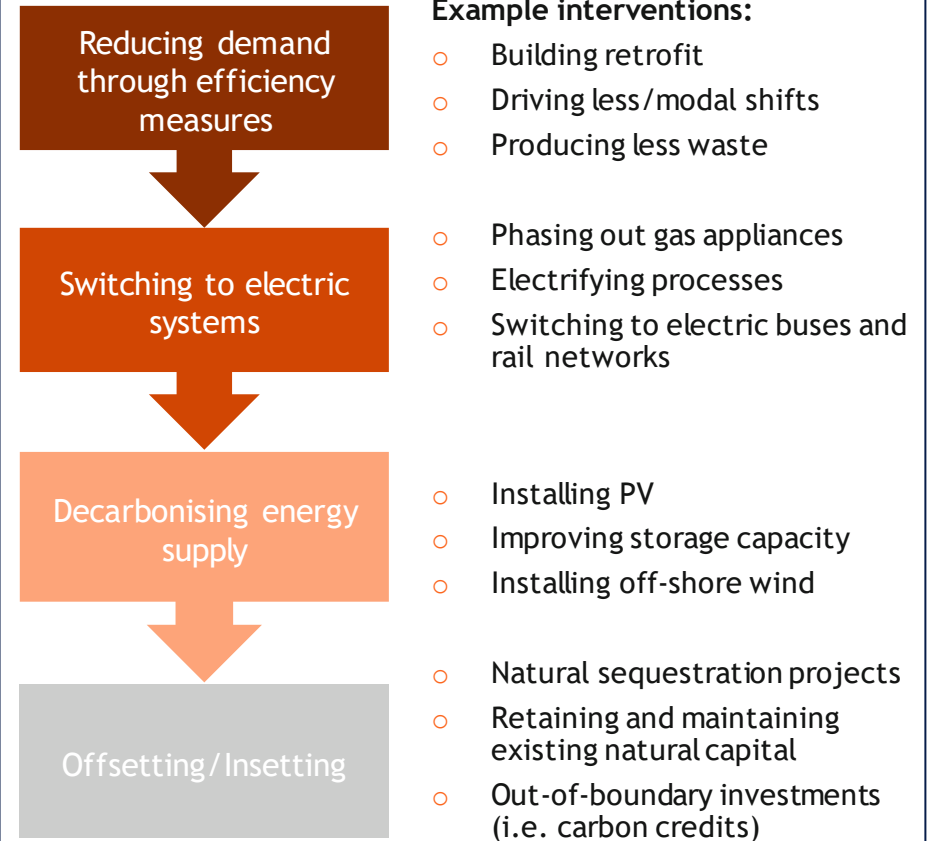 Example interventions:
Reducing demand
through efficiency
measures
Building retrofit
Driving less/modal shifts
Producing less waste
Switching to electric
systems
Phasing out gas appliances
Electrifying processes
Switching to electric buses and
rail networks
Decarbonising energy
supply
Installing PV
Improving storage capacity
Installing off-shore wind
Offsetting/Insetting
Natural sequestration projects
Retaining and maintaining
existing natural capital
Out-of-boundary investments
(i.e. carbon credits)